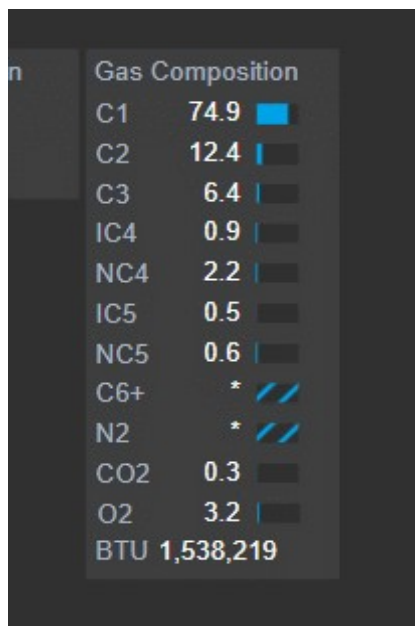 n
Gas Composition
C1 74.9
C2 12.4
C3 6.4
IC4 0.9
NC4 2.2
IC5 0.5
NC5 0.6
C6+ *
N2 *
CO2 0.3
O2 3.2
BTU 1,538,219